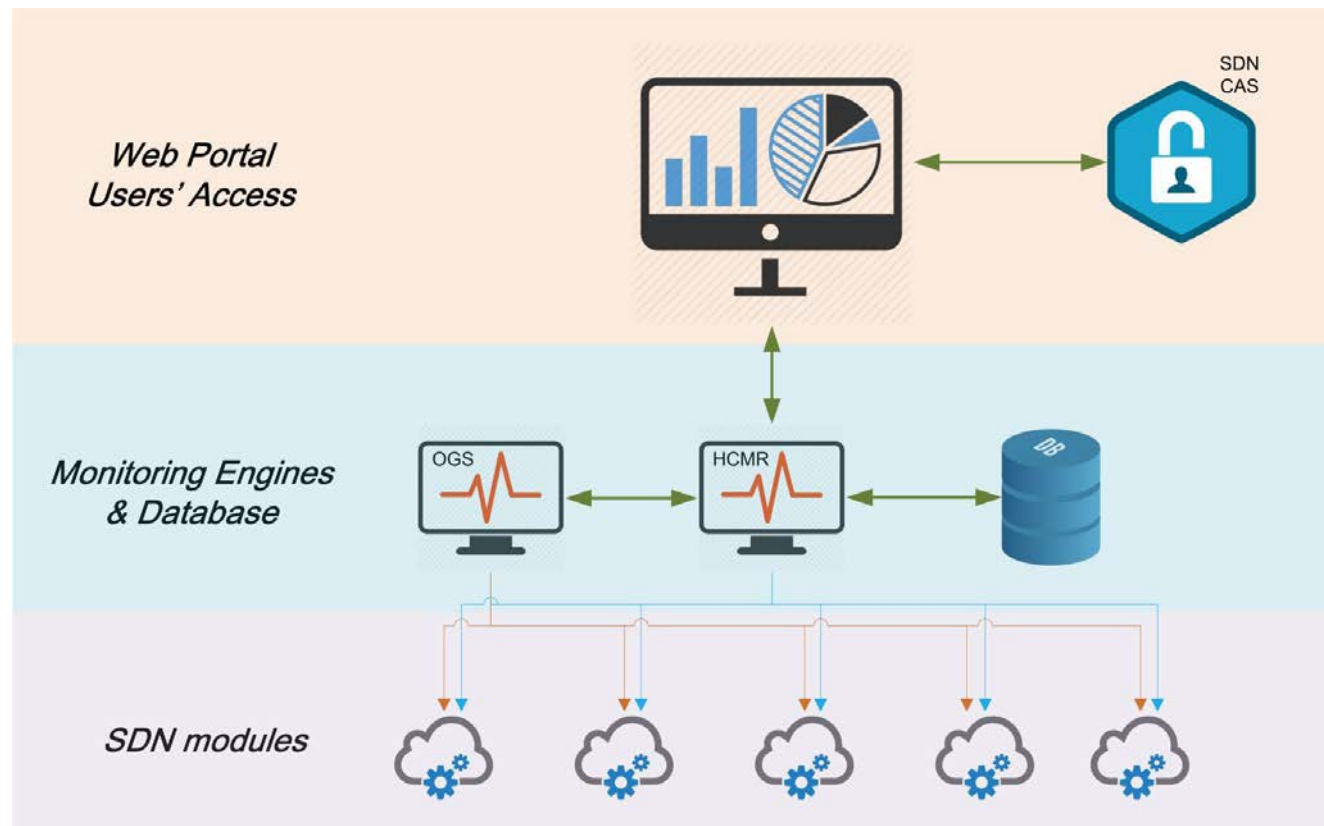 SDN
CAS
Web Portal
Users' Access
OGS
HCMR
DB
Monitoring Engines
& Database
SDN modules